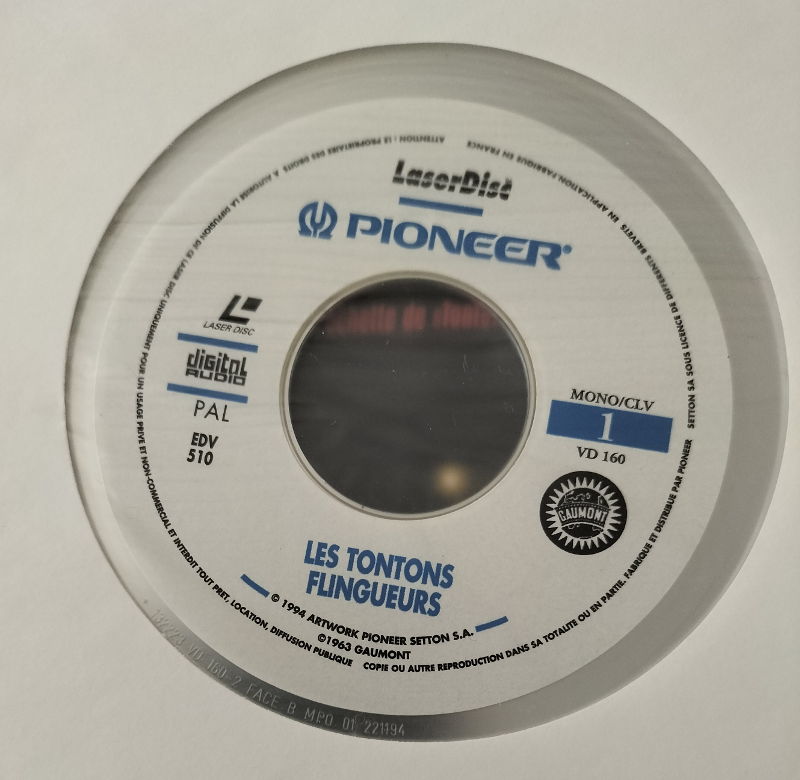 LaserDisc
PIONEER
LASER DISC
digital
AUDIO
PAL
EDV
510
MONO/CLV
1
VD 160
GAUMONT
LES TONTONS
FLINGUEURS
© 1994 ARTWORK PIONEER SETTON S.A.
©1963 GAUMONT
ATTENTION : LE PROPRIETAIRE DES DROITS A AUTORISE LA DIFFUSION DE CE LASER DISC UNIQUEMENT POUR UN USAGE PRIVE ET NON-COMMERCIAL ET INTERDIT TOUT PRET, LOCATION, DIFFUSION PUBLIQUE COPIE OU AUTRE REPRODUCTION DANS SA TOTALITE OU EN PARTIE. FABRIQUE ET DISTRIBUE PAR PIONEER SETTON S.A SOUS LICENCE DE DIFFERENTS BREVETS EN APPLICATION FABRIQUE EN FRANCE
VD 160-2 FACE B MPO 01 221194